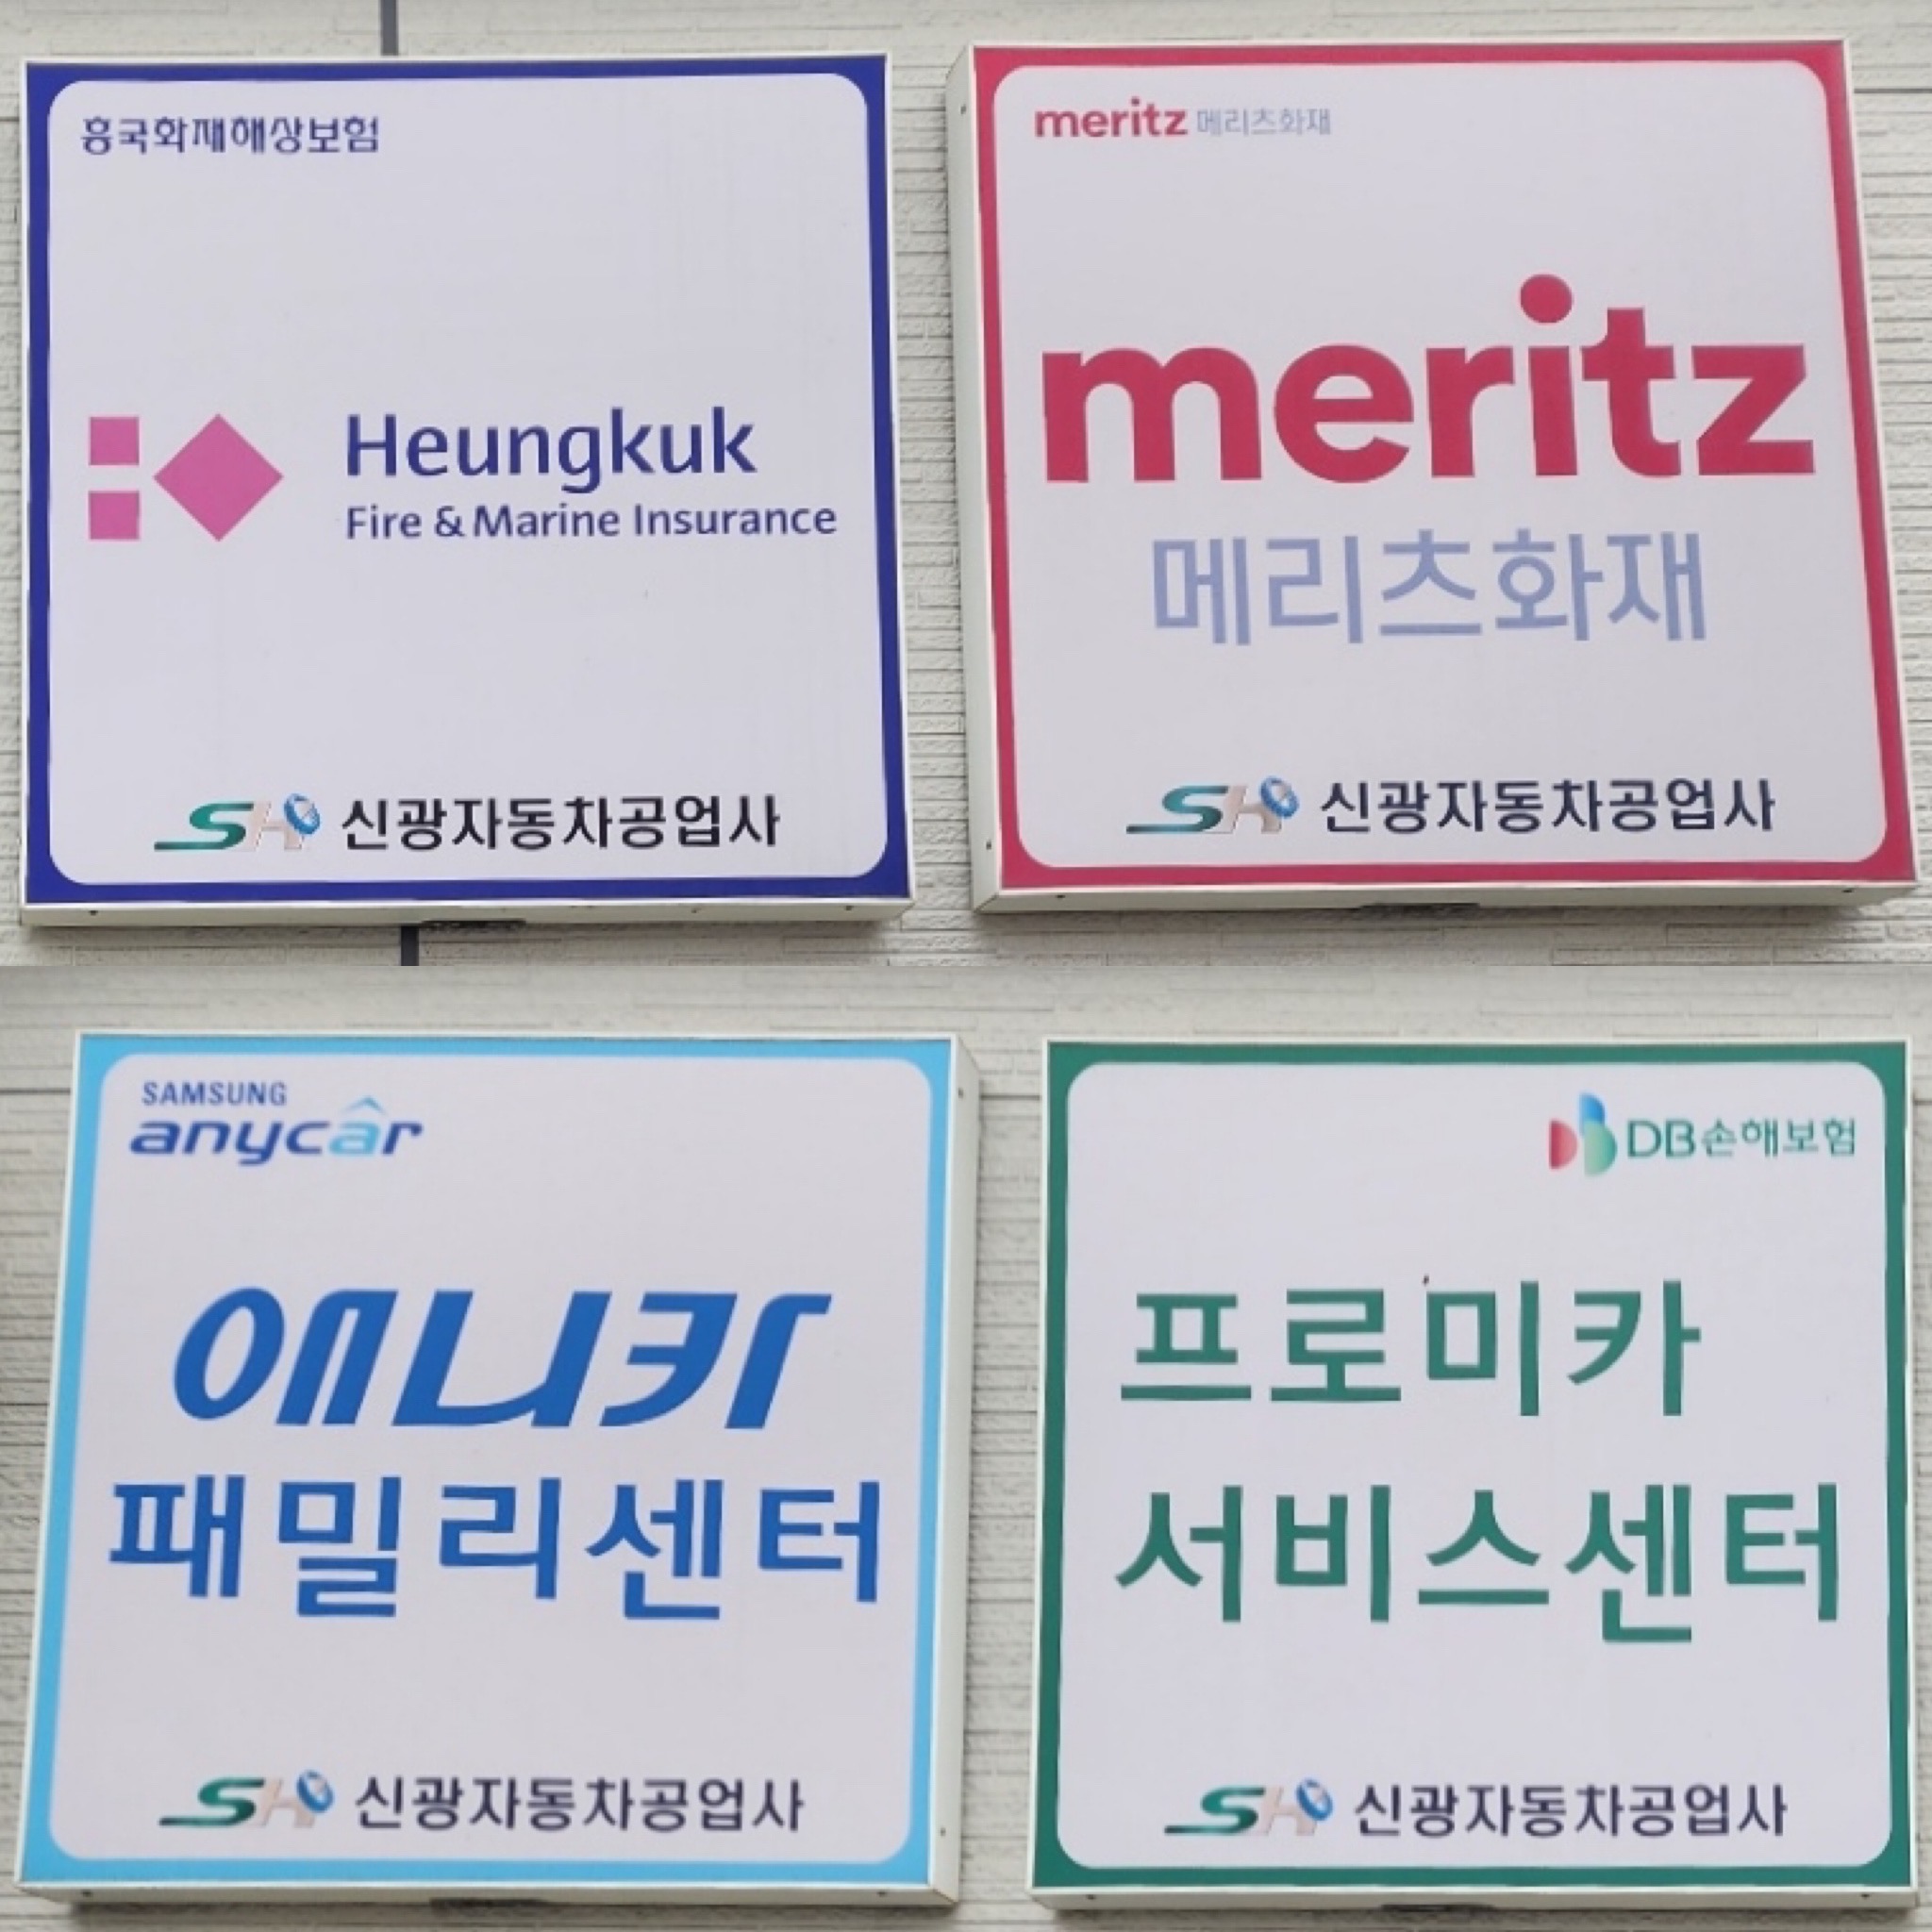 흥국화재해상보험
Heungkuk
Fire & Marine Insurance
SH 신광자동차공업사
meritz 메리츠화재
meritz
메리츠화재
SH 신광자동차공업사
SAMSUNG
anycar
애니카
패밀리센터
SH 신광자동차공업사
DB손해보험
프로미카
서비스센터
SH 신광자동차공업사